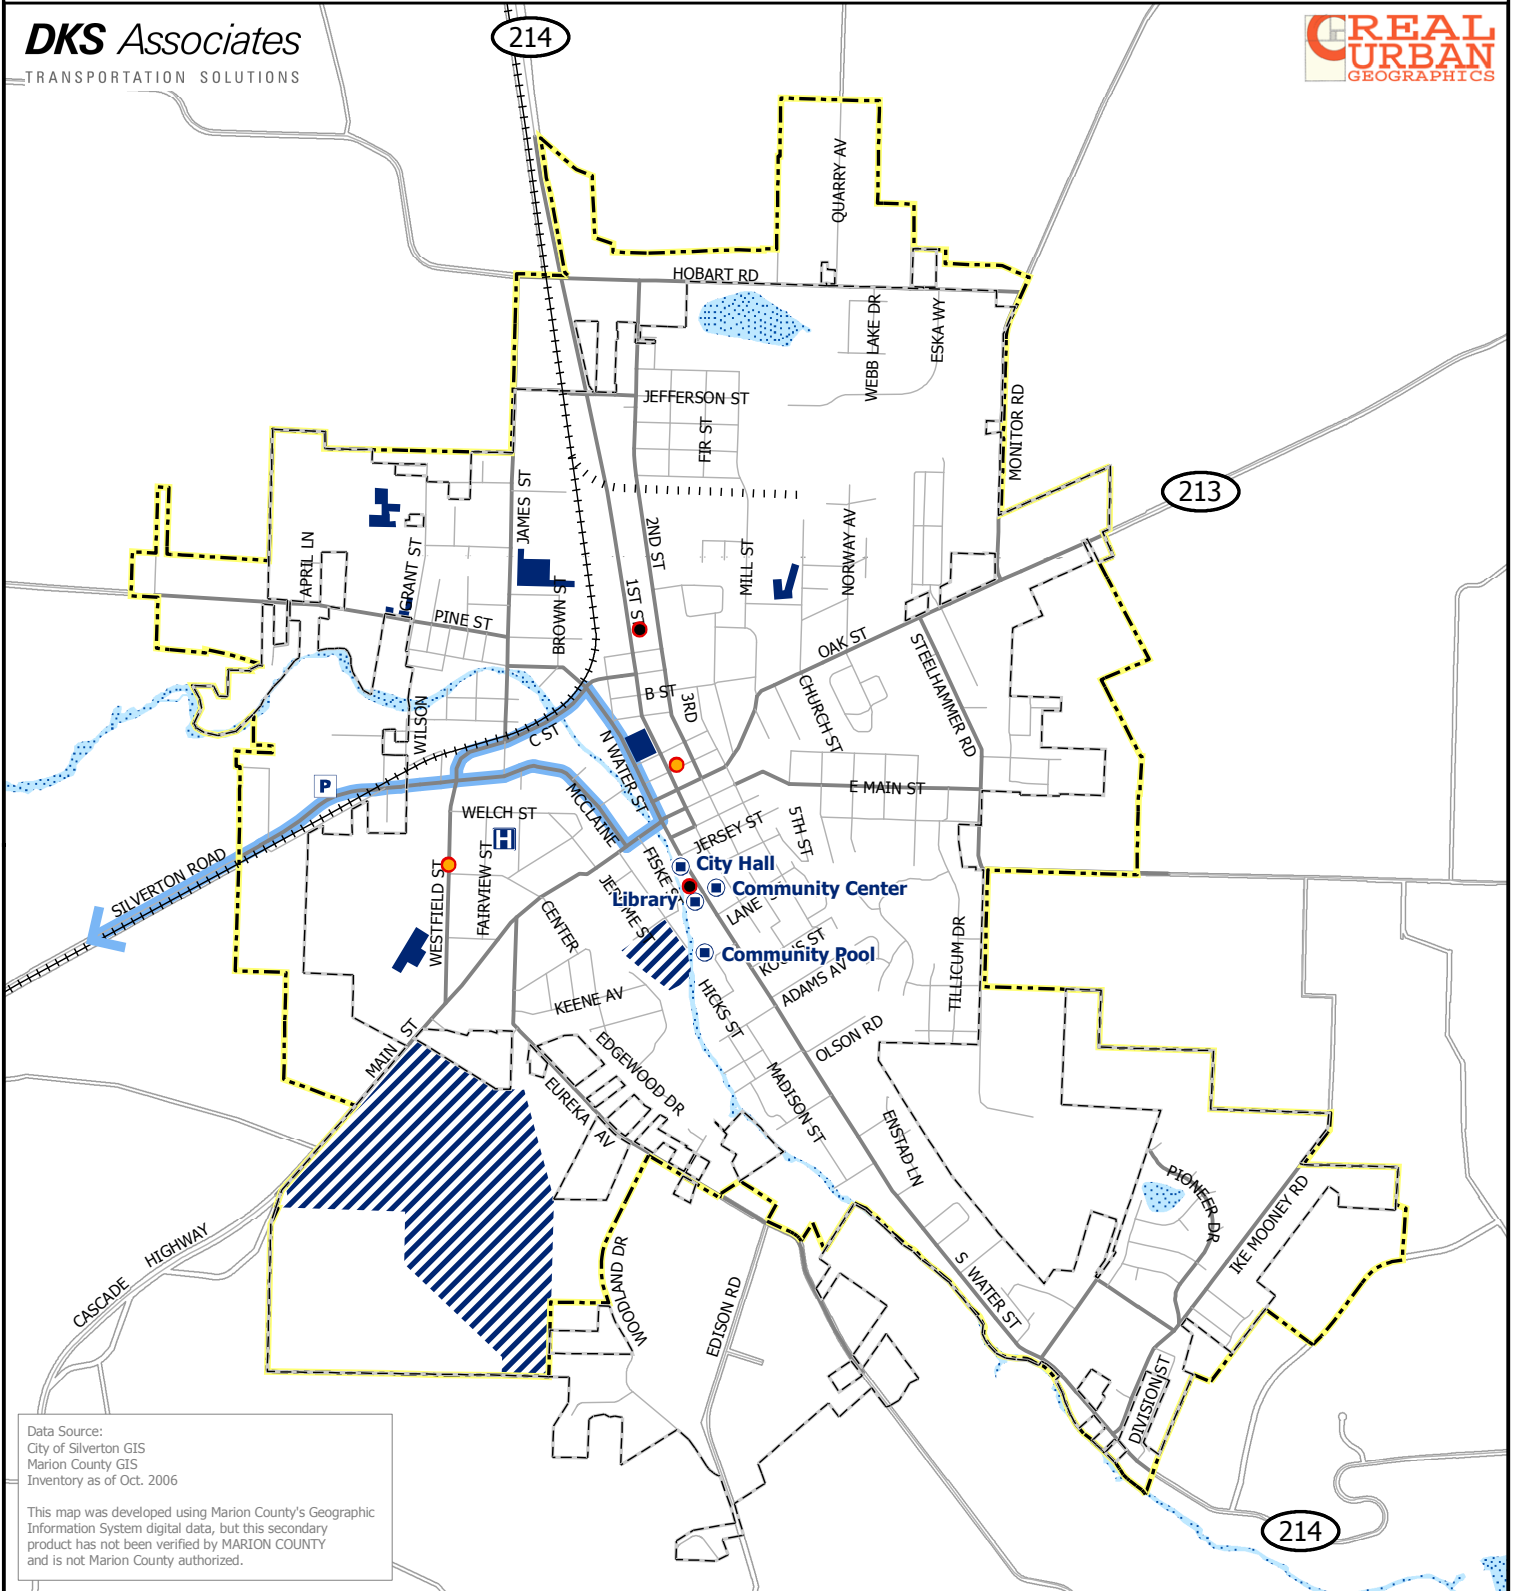 DKS Associates
TRANSPORTATION SOLUTIONS
214
REAL
URBAN
GEOGRAPHICS
QUARRY AV
HOBART RD
WEBB LAKE DR
ESKA WY
JEFFERSON ST
FIR ST
MONITOR RD
213
JAMES ST
2ND ST
MILL ST
NORWAY AV
APRIL LN
GRANT ST
1ST ST
BROWN ST
PINE ST
OAK ST
STEELHAMMER RD
CHURCH ST
B ST
3RD
WILSON
C ST
N WATER ST
P
E MAIN ST
MCCLAINE
WELCH ST
H
5TH ST
JERSEY ST
SILVERTON ROAD
WESTFIELD ST
FAIRVIEW ST
FISKE ST
City Hall
Community Center
Library
JEROME ST
LANE
CENTER
TILLICUM DR
Community Pool
ST
ADAMS AV
KEENE AV
HICKS ST
OLSON RD
MAIN ST
EDGEWOOD DR
EUREKA AV
MADISON ST
ENSTAD LN
PIONEER DR
IKE MOONEY RD
CASCADE HIGHWAY
WOODLAND DR
EDISON RD
S WATER ST
DIVISION ST
214
Data Source:
City of Silverton GIS
Marion County GIS
Inventory as of Oct. 2006
This map was developed using Marion County's Geographic
Information System digital data, but this secondary
product has not been verified by MARION COUNTY
and is not Marion County authorized.